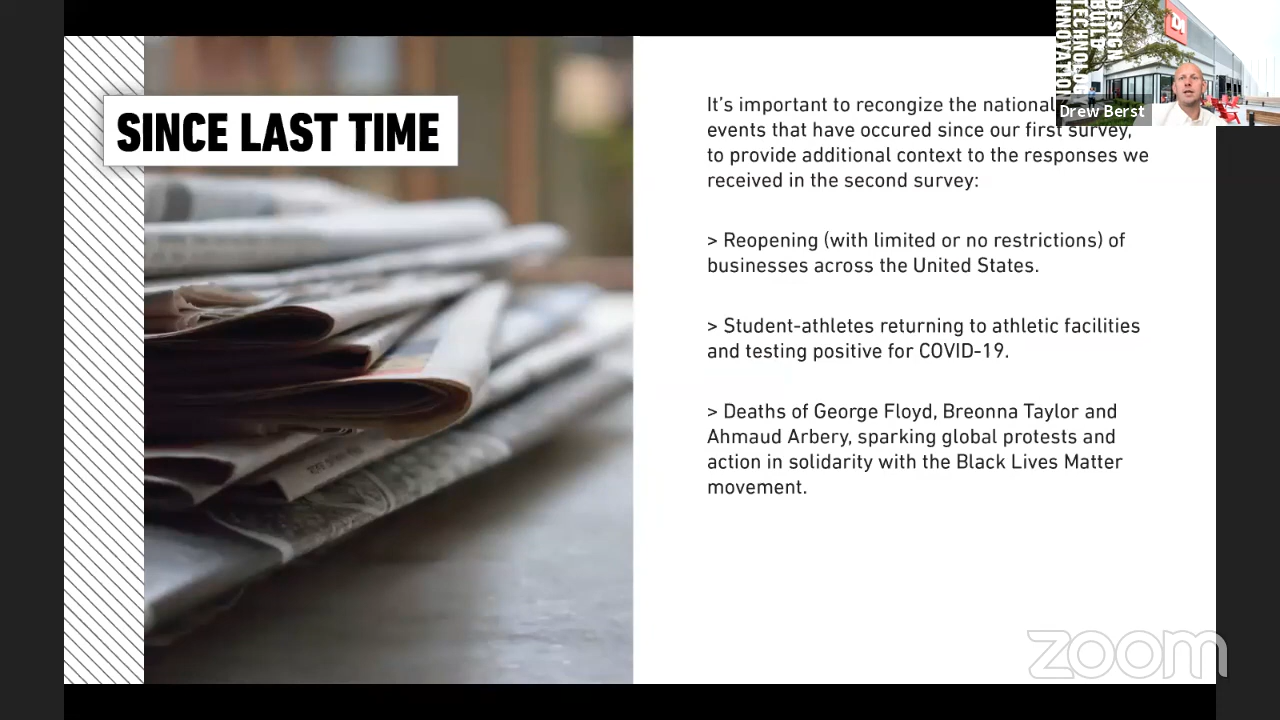 SINCE LAST TIME
It's important to recongize the national
events that have occured since our first survey,
to provide additional context to the responses we
received in the second survey:
> Reopening (with limited or no restrictions) of
businesses across the United States.
> Student-athletes returning to athletic facilities
and testing positive for COVID-19.
> Deaths of George Floyd, Breonna Taylor and
Ahmaud Arbery, sparking global protests and
action in solidarity with the Black Lives Matter
movement.
DESIGN
BUILD
TECHNOLOG
INNOVATION
Drew Berst
zoom